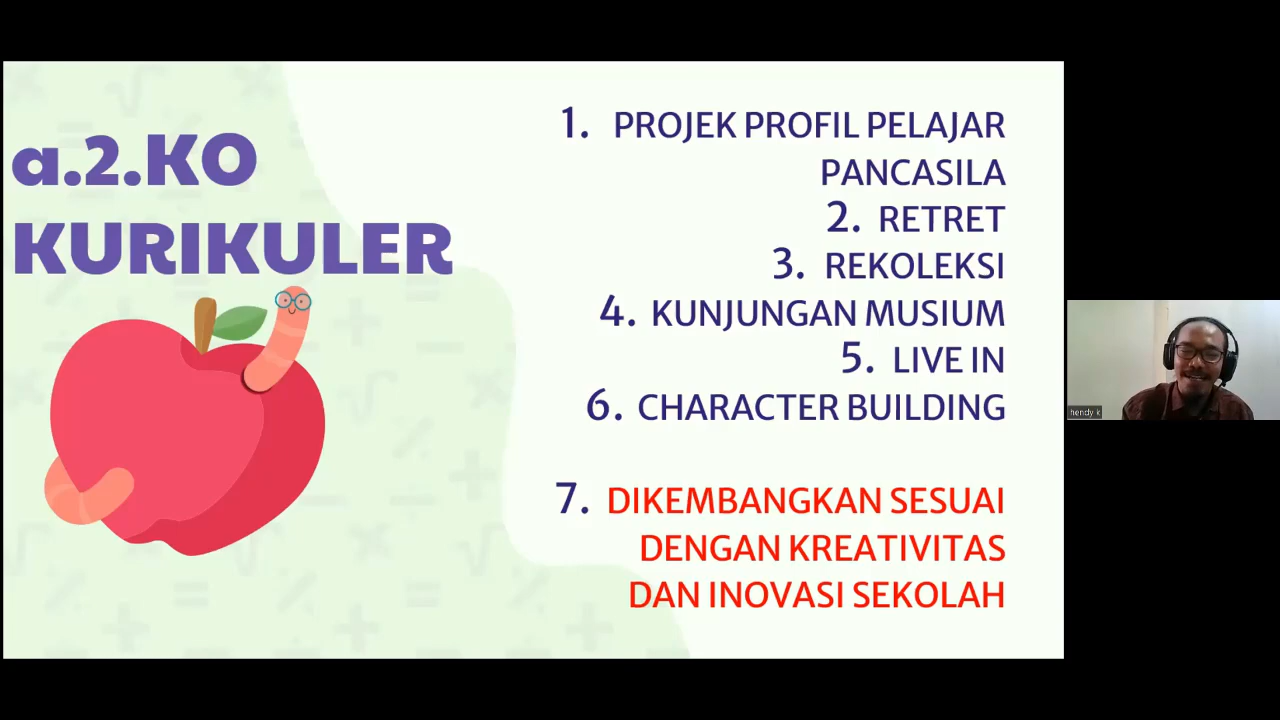 a.2.KO
KURIKULER
1. PROJEK PROFIL PELAJAR
PANCASILA
2. RETRET
3. REKOLEKSI
4. KUNJUNGAN MUSIUM
5. LIVE IN
6. CHARACTER BUILDING
7. DIKEMBANGKAN SESUAI
DENGAN KREATIVITAS
DAN INOVASI SEKOLAH
hendy k